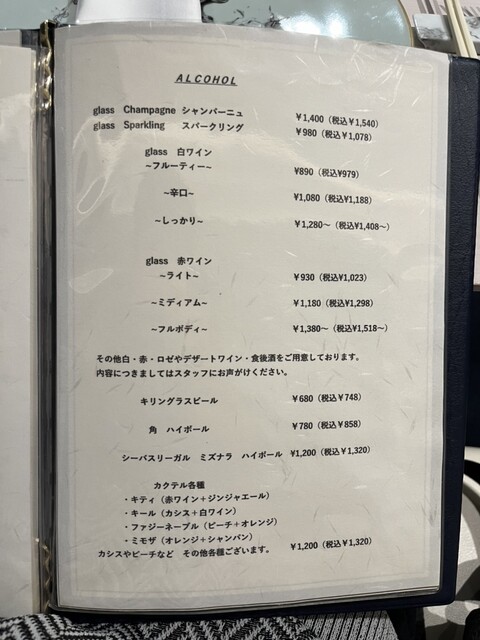 ALCOHOL
glass Champagne シャンパーニュ ¥1,400（税込¥1,540）
glass Sparkling スパークリング ¥980（税込¥1,078）
glass 白ワイン
~フルーティー~ ¥890（税込¥979）
~辛口~ ¥1,080（税込¥1,188）
~しっかり~ ¥1,280～（税込¥1,408～）
glass 赤ワイン
~ライト~ ¥930（税込¥1,023）
~ミディアム~ ¥1,180（税込¥1,298）
~フルボディ~ ¥1,380～（税込¥1,518～）
その他白・赤・ロゼやデザートワイン・食後酒をご用意しております。
内容につきましてはスタッフにお声がけください。
キリングラスビール ¥680（税込¥748）
角 ハイボール ¥780（税込¥858）
シーバスリーガル ミズナラ ハイボール ¥1,200（税込¥1,320）
カクテル各種
・キティ（赤ワイン＋ジンジャエール）
・キール（カシス＋白ワイン）
・ファジーネーブル（ピーチ＋オレンジ）
・ミモザ（オレンジ＋シャンパン）
カシスやピーチなど その他各種ございます。 ¥1,200（税込¥1,320）